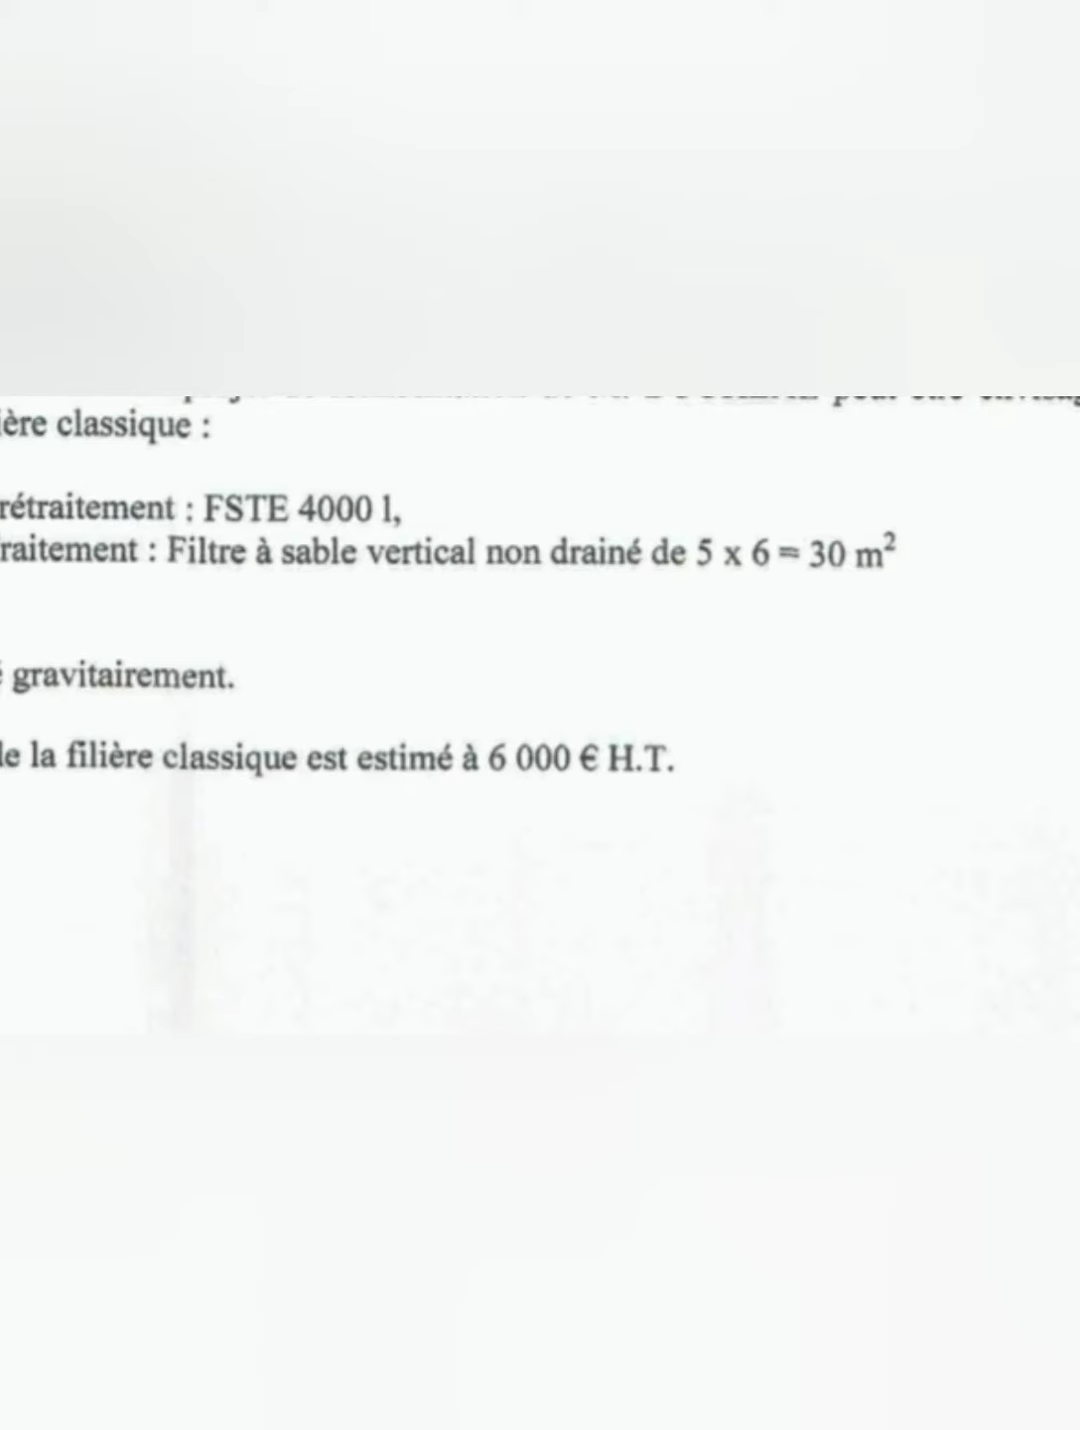 ière classique :
rétraitement : FSTE 4000 l,
raitement : Filtre à sable vertical non drainé de 5 x 6 = 30 m²
gravitairement.
de la filière classique est estimé à 6 000 € H.T.